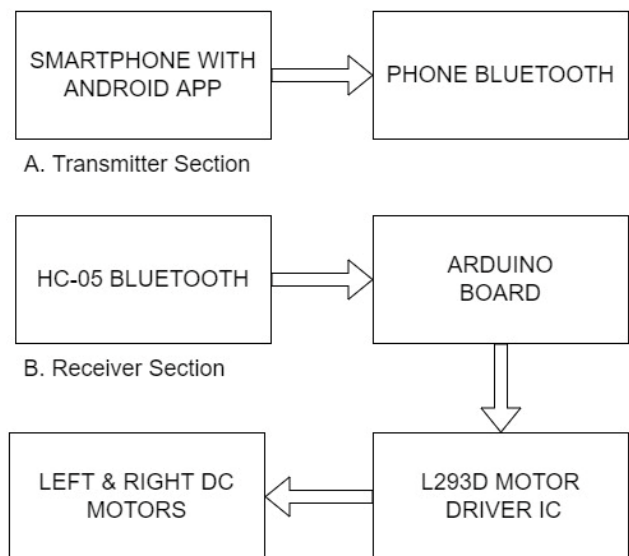 SMARTPHONE WITH
ANDROID APP
PHONE BLUETOOTH
A. Transmitter Section
HC-05 BLUETOOTH
ARDUINO
BOARD
B. Receiver Section
LEFT & RIGHT DC
MOTORS
L293D MOTOR
DRIVER IC